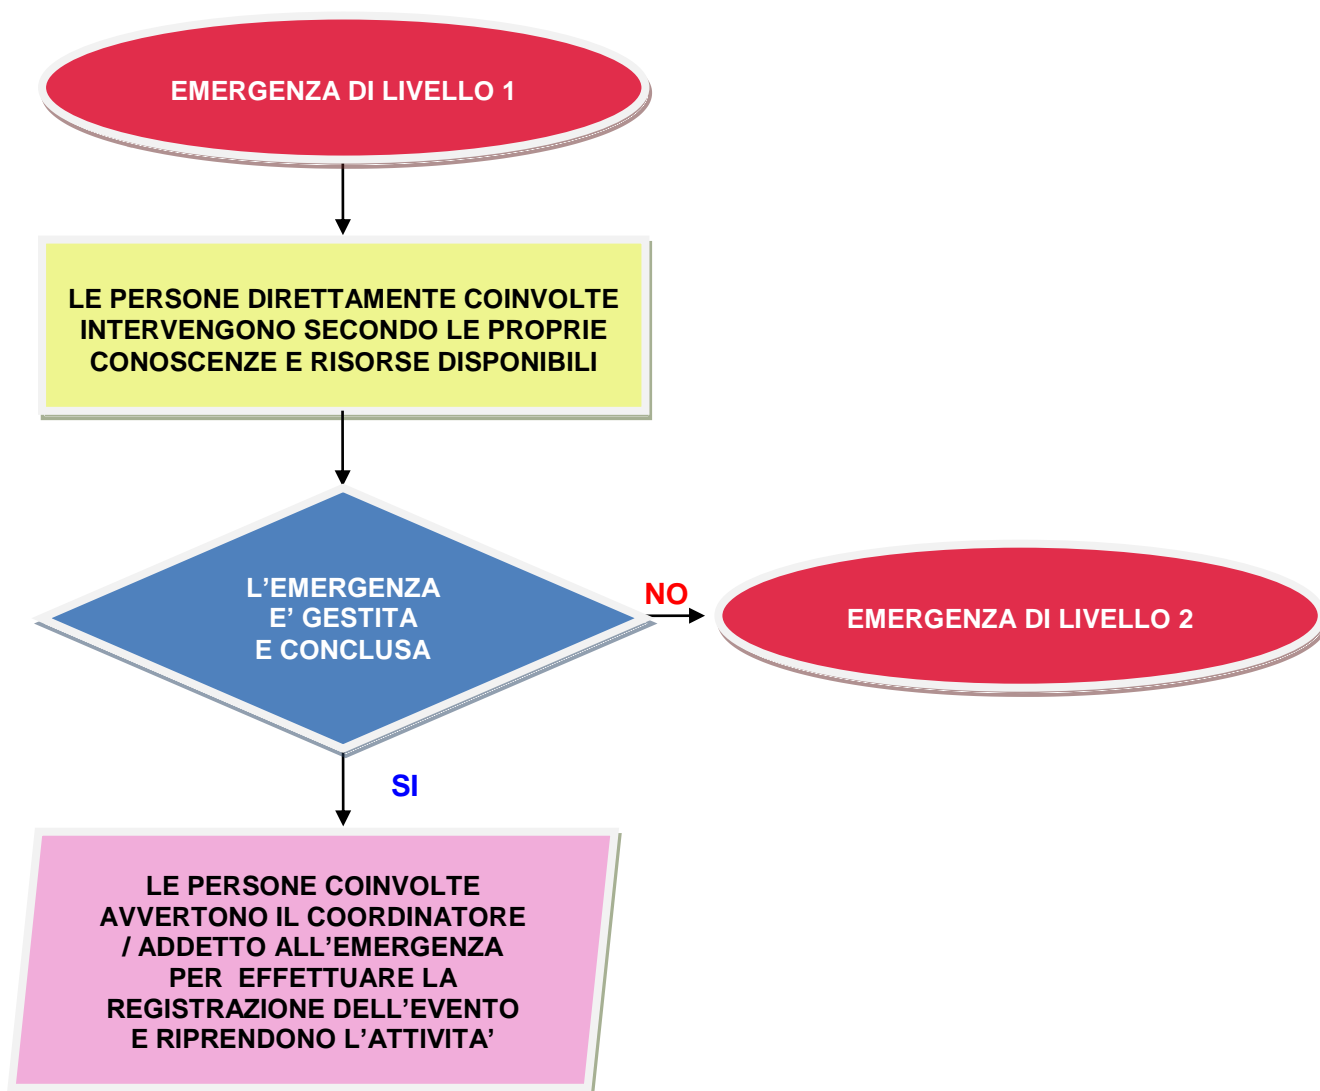 EMERGENZA DI LIVELLO 1
LE PERSONE DIRETTAMENTE COINVOLTE
INTERVENGONO SECONDO LE PROPRIE
CONOSCENZE E RISORSE DISPONIBILI
L’EMERGENZA
E’ GESTITA
E CONCLUSA
NO
EMERGENZA DI LIVELLO 2
SI
LE PERSONE COINVOLTE
AVVERTONO IL COORDINATORE
/ ADDETTO ALL’EMERGENZA
PER EFFETTUARE LA
REGISTRAZIONE DELL’EVENTO
E RIPRENDONO L’ATTIVITA’